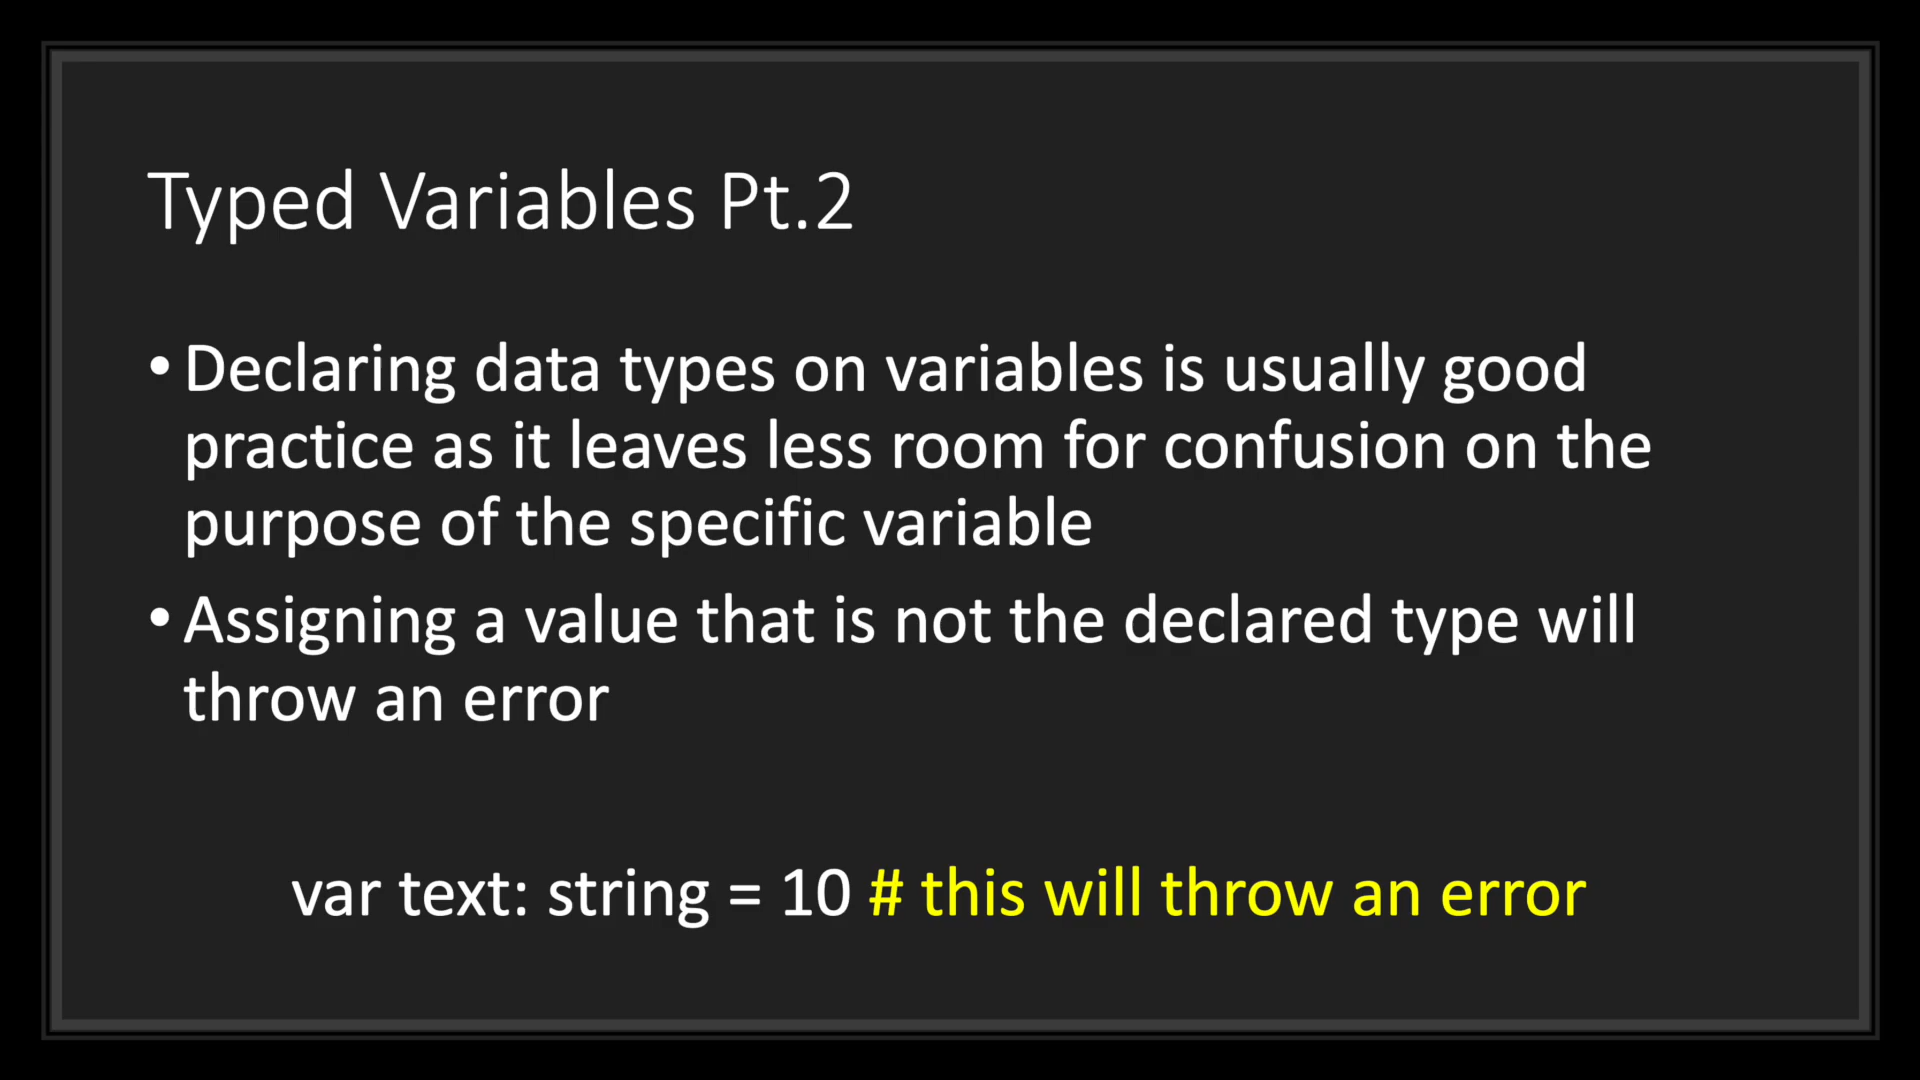 Typed Variables Pt.2
• Declaring data types on variables is usually good
practice as it leaves less room for confusion on the
purpose of the specific variable
• Assigning a value that is not the declared type will
throw an error
var text: string = 10 # this will throw an error